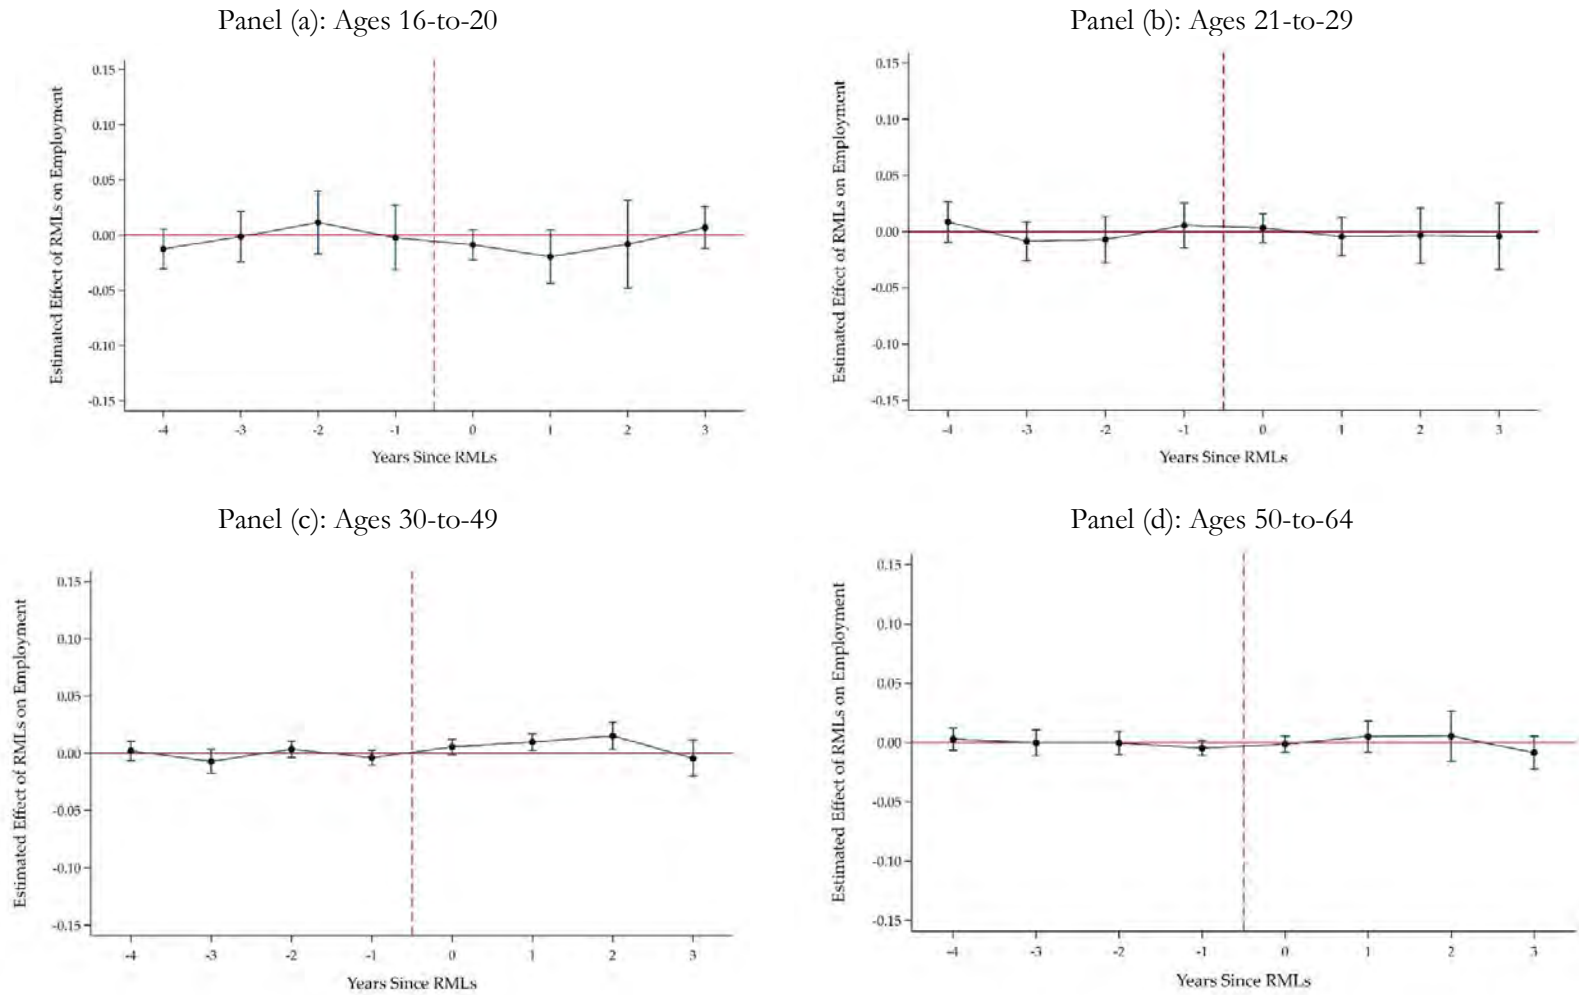 Panel (a): Ages 16-to-20
Estimated Effect of RMLs on Employment
0.15
0.10
0.05
0.00
-0.05
-0.10
-0.15
-4 -3 -2 -1 0 1 2 3
Years Since RMLs
Panel (b): Ages 21-to-29
Estimated Effect of RMLs on Employment
0.15
0.10
0.05
0.00
-0.05
-0.10
-0.15
-4 -3 -2 -1 0 1 2 3
Years Since RMLs
Panel (c): Ages 30-to-49
Estimated Effect of RMLs on Employment
0.15
0.10
0.05
0.00
-0.05
-0.10
-0.15
-4 -3 -2 -1 0 1 2 3
Years Since RMLs
Panel (d): Ages 50-to-64
Estimated Effect of RMLs on Employment
0.15
0.10
0.05
0.00
-0.05
-0.10
-0.15
-4 -3 -2 -1 0 1 2 3
Years Since RMLs